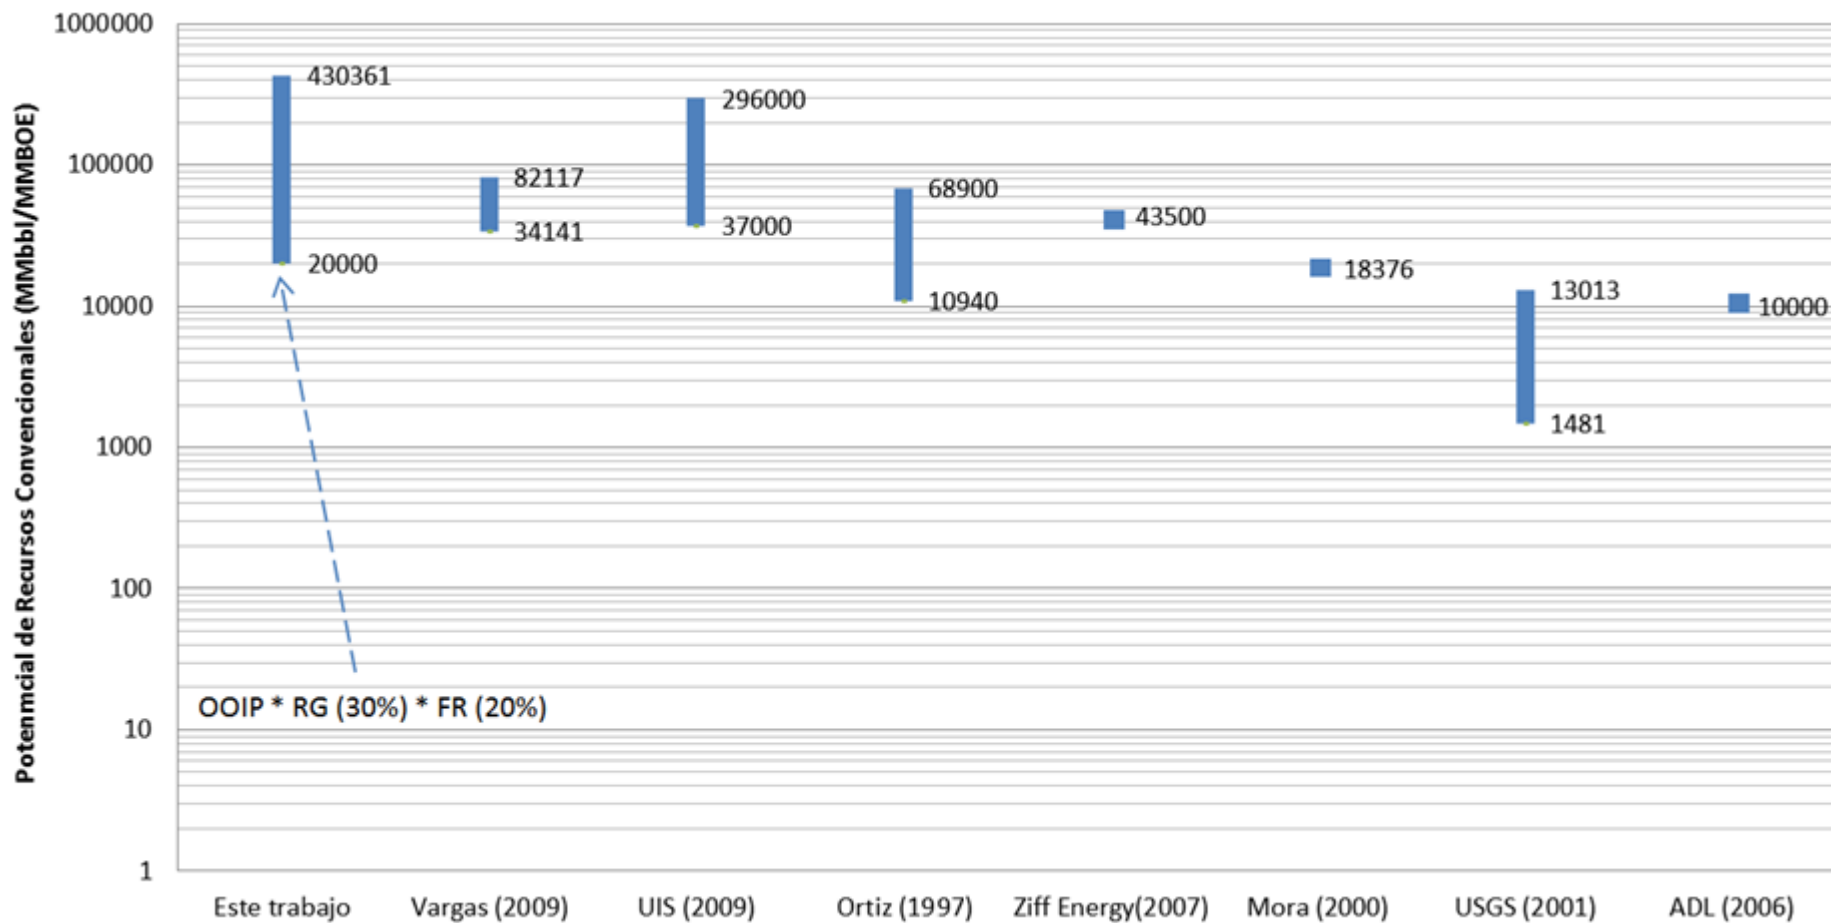 Potenmcial de Recursos Convencionales (MMbbl/MMBOE)
1000000
100000
10000
1000
100
10
1
430361
20000
82117
34141
296000
37000
68900
10940
43500
18376
13013
1481
10000
OOIP * RG (30%) * FR (20%)
Este trabajo
Vargas (2009)
UIS (2009)
Ortiz (1997)
Ziff Energy(2007)
Mora (2000)
USGS (2001)
ADL (2006)